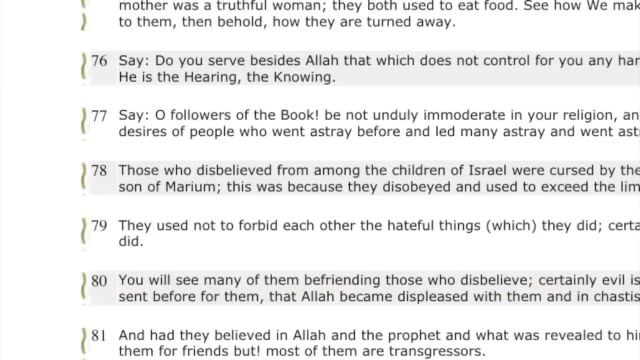 mother was a truthful woman; they both used to eat food. See how We mak
to them, then behold, how they are turned away.
76 Say: Do you serve besides Allah that which does not control for you any har
He is the Hearing, the Knowing.
77 Say: O followers of the Book! be not unduly immoderate in your religion, an
desires of people who went astray before and led many astray and went ast
78 Those who disbelieved from among the children of Israel were cursed by the
son of Marium; this was because they disobeyed and used to exceed the lim
79 They used not to forbid each other the hateful things (which) they did; certa
did.
80 You will see many of them befriending those who disbelieve; certainly evil is
sent before for them, that Allah became displeased with them and in chastis
81 And had they believed in Allah and the prophet and what was revealed to hi
them for friends but! most of them are transgressors.